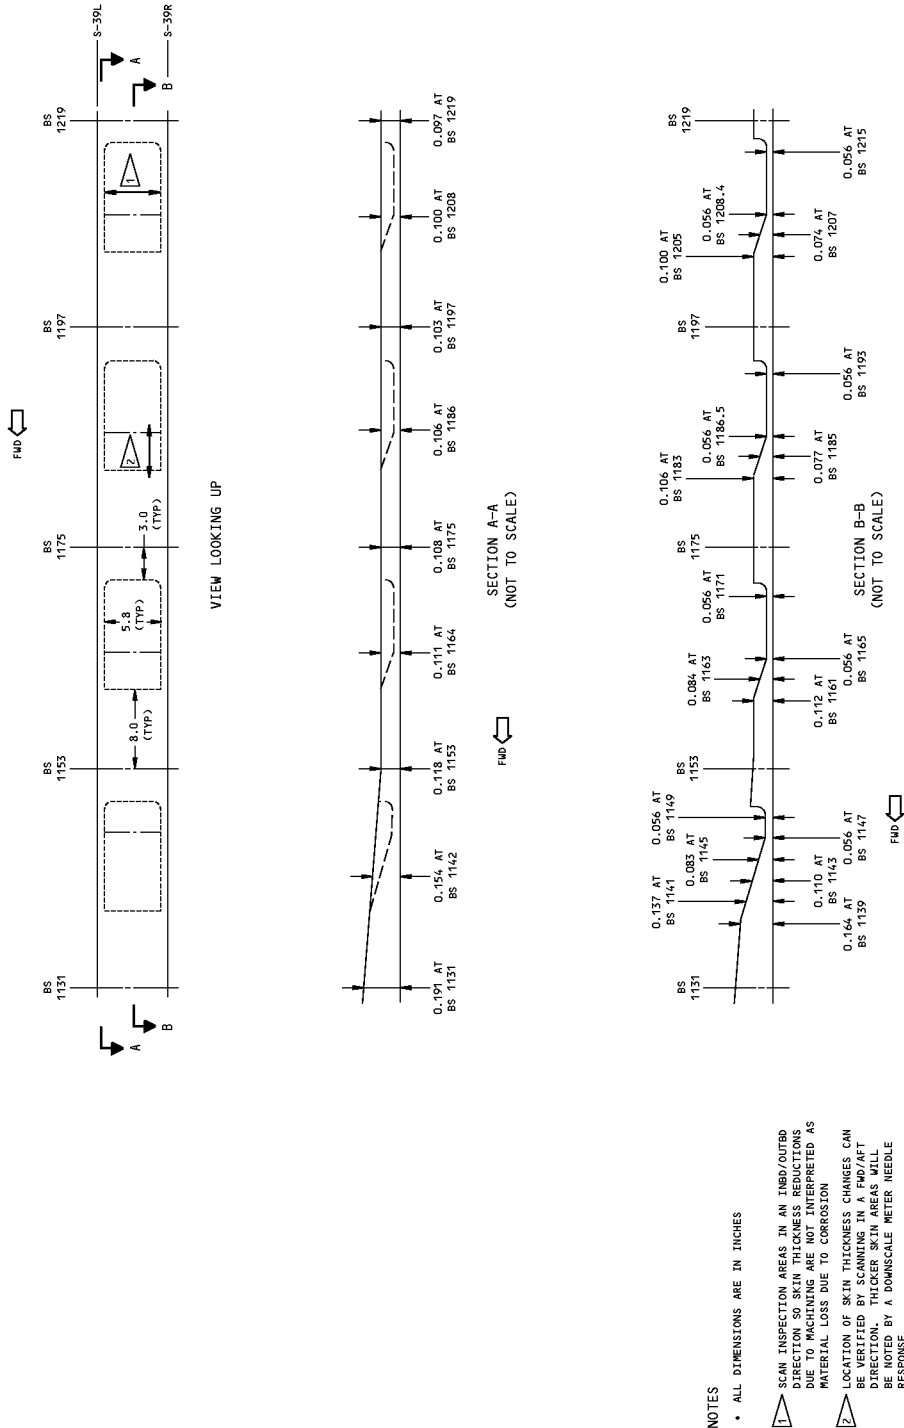 FWD
BS
1131
BS
1153
BS
1175
BS
1197
BS
1219
S-39L
S-39R
A
B
A
B
8.0
(TYP)
5.8
(TYP)
3.0
(TYP)
2
1
VIEW LOOKING UP
0.191 AT
BS 1131
0.154 AT
BS 1142
0.118 AT
BS 1153
0.111 AT
BS 1164
0.108 AT
BS 1175
0.106 AT
BS 1186
0.103 AT
BS 1197
0.100 AT
BS 1208
0.097 AT
BS 1219
SECTION A-A
(NOT TO SCALE)
FWD
BS
1131
0.137 AT
BS 1141
0.083 AT
BS 1145
0.056 AT
BS 1149
BS
1153
0.084 AT
BS 1163
0.056 AT
BS 1171
BS
1175
0.106 AT
BS 1183
0.056 AT
BS 1186.5
BS
1197
0.100 AT
BS 1205
0.056 AT
BS 1208.4
BS
1219
0.164 AT
BS 1139
0.110 AT
BS 1143
0.056 AT
BS 1147
0.112 AT
BS 1161
0.056 AT
BS 1165
0.077 AT
BS 1185
0.056 AT
BS 1193
0.074 AT
BS 1207
0.056 AT
BS 1215
SECTION B-B
(NOT TO SCALE)
FWD
NOTES
• ALL DIMENSIONS ARE IN INCHES
1 SCAN INSPECTION AREAS IN AN INBD/OUTBD
DIRECTION SO SKIN THICKNESS REDUCTIONS
DUE TO MACHINING ARE NOT INTERPRETED AS
MATERIAL LOSS DUE TO CORROSION
2 LOCATION OF SKIN THICKNESS CHANGES CAN
BE VERIFIED BY SCANNING IN A FWD/AFT
DIRECTION. THICKER SKIN AREAS WILL
BE NOTED BY A DOWNSCALE METER NEEDLE
RESPONSE